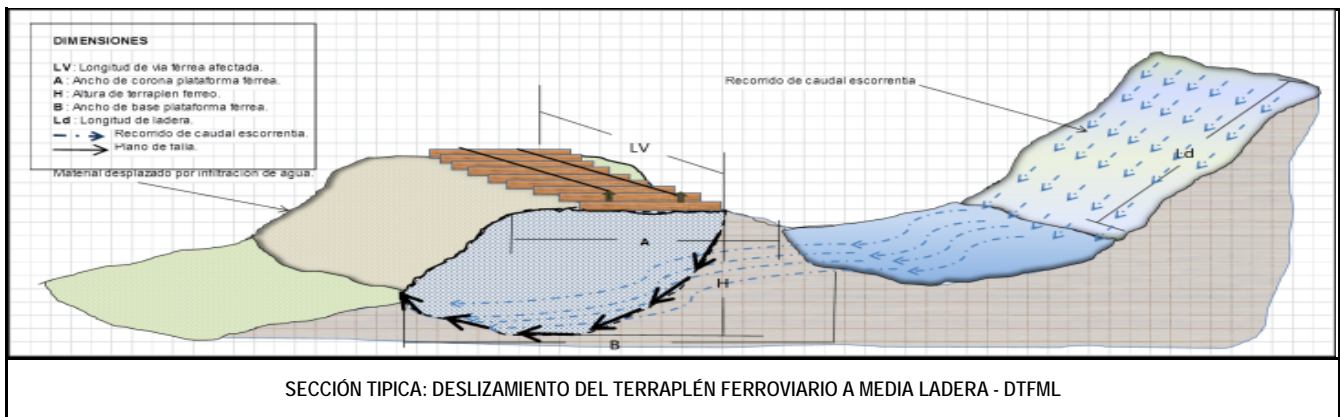 DIMENSIONES
LV : Longitud de vía férrea afectada.
A : Ancho de corona plataforma férrea.
H : Altura de terraplen ferreo.
B : Ancho de base plataforma férrea.
Ld : Longitud de ladera.
Recorrido de caudal escorrentia.
Plano de falla.
Material desplazado por infiltración de agua.
Recorrido de caudal escorrentia
LV
Ld
A
H
B
SECCIÓN TIPICA: DESLIZAMIENTO DEL TERRAPLÉN FERROVIARIO A MEDIA LADERA - DTFML